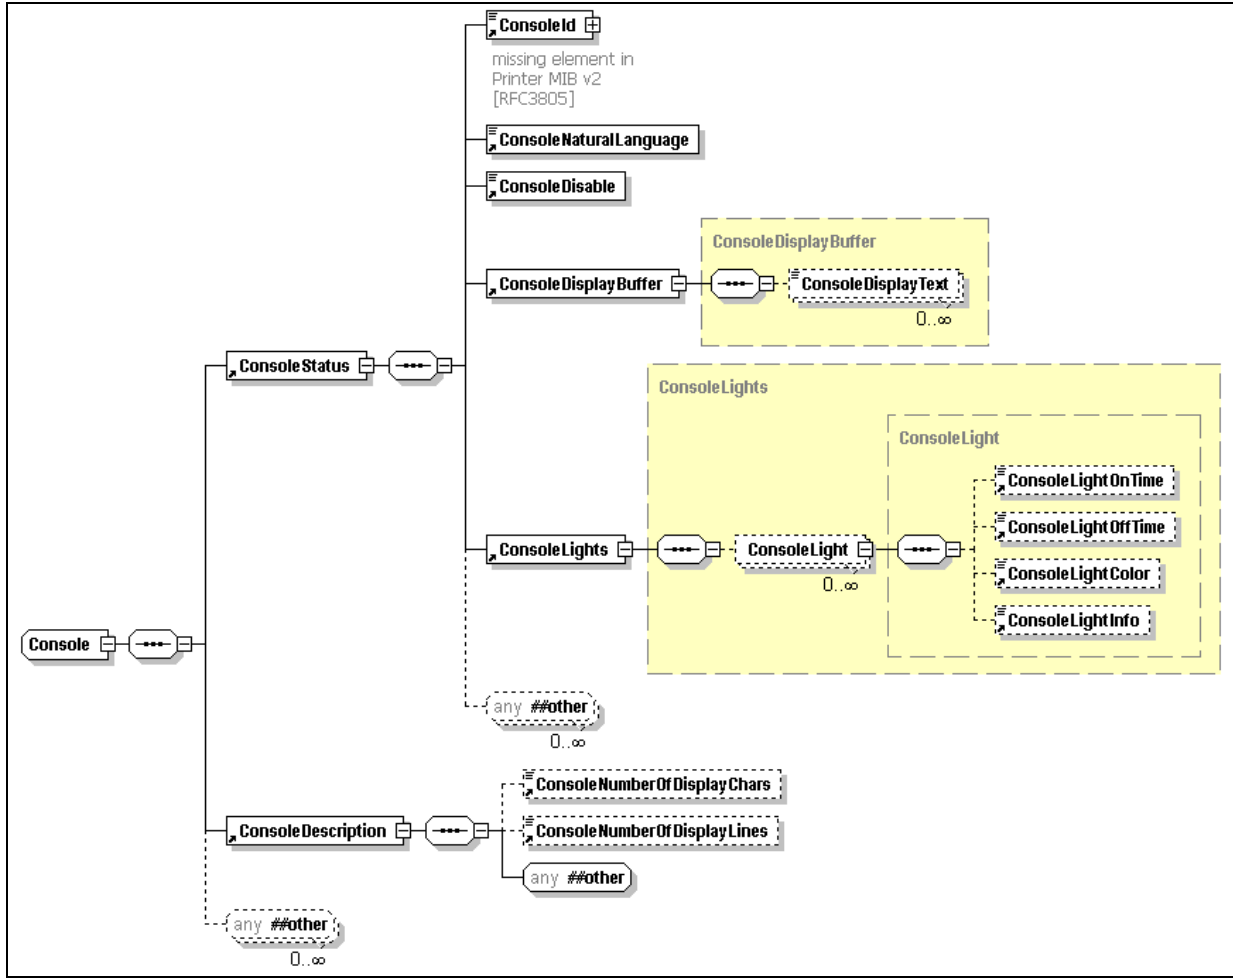 ConsoleId
missing element in
Printer MIB v2
[RFC3805]
ConsoleNaturalLanguage
ConsoleDisable
ConsoleDisplayBuffer
ConsoleDisplayBuffer
ConsoleDisplayText
0..∞
ConsoleStatus
ConsoleLights
ConsoleLight
ConsoleLightOnTime
ConsoleLightOffTime
ConsoleLights
ConsoleLight
0..∞
ConsoleLightColor
ConsoleLightInfo
Console
any ##other
0..∞
ConsoleNumberOfDisplayChars
ConsoleDescription
ConsoleNumberOfDisplayLines
any ##other
any ##other
0..∞